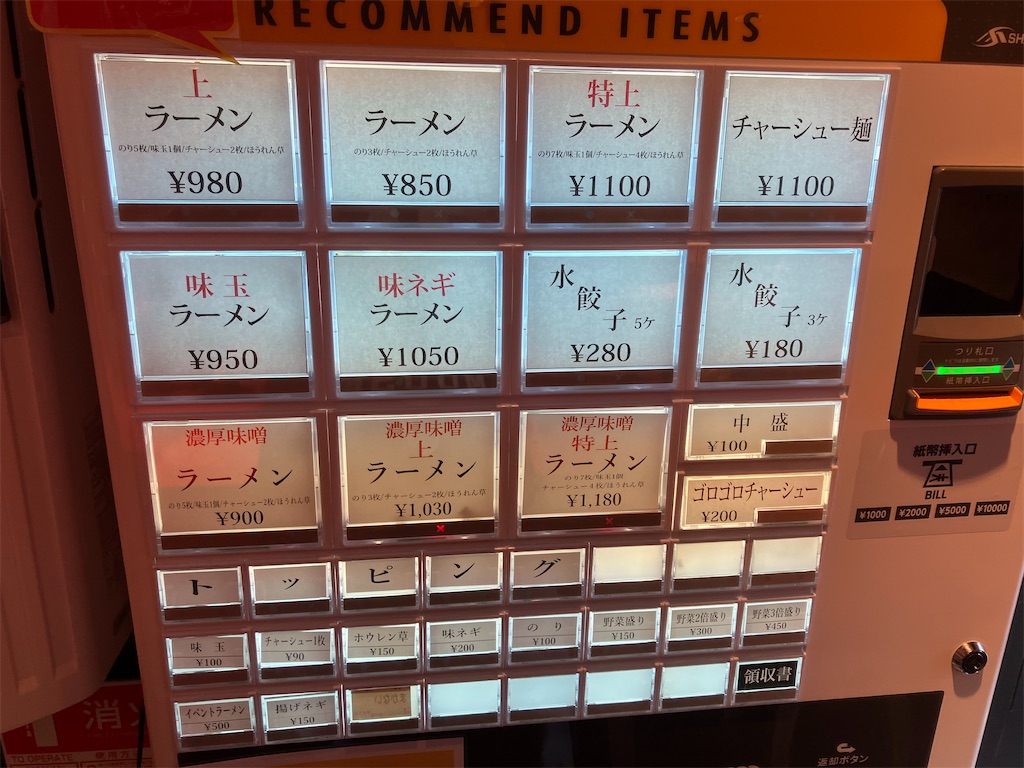 RECOMMEND ITEMS
SH
上
ラーメン
のり5枚/味玉1個/チャーシュー2枚/ほうれん草
¥980
ラーメン
のり3枚/チャーシュー2枚/ほうれん草
¥850
特上
ラーメン
のり7枚/味玉1個/チャーシュー4枚/ほうれん草
¥1100
チャーシュー麺
¥1100
味玉
ラーメン
¥950
味ネギ
ラーメン
¥1050
水餃子 5ケ
¥280
水餃子 3ケ
¥180
濃厚味噌
ラーメン
のり5枚/味玉1個/チャーシュー2枚/ほうれん草
¥900
濃厚味噌
上
ラーメン
のり3枚/チャーシュー2枚/ほうれん草
¥1,030
濃厚味噌
特上
ラーメン
のり7枚/味玉1個
チャーシュー4枚/ほうれん草
¥1,180
中盛
¥100
ゴロゴロチャーシュー
¥200
トッピング
味玉
¥100
チャーシュー1枚
¥90
ホウレン草
¥150
味ネギ
¥200
のり
¥100
野菜盛り
¥150
野菜2倍盛り
¥300
野菜3倍盛り
¥450
イベントラーメン
¥500
揚げネギ
¥150
領収書
つり札口
紙幣挿入口
紙幣挿入口
BILL
¥1000 ¥2000 ¥5000 ¥10000
返却ボタン
消火
TO OPERATE
使用方